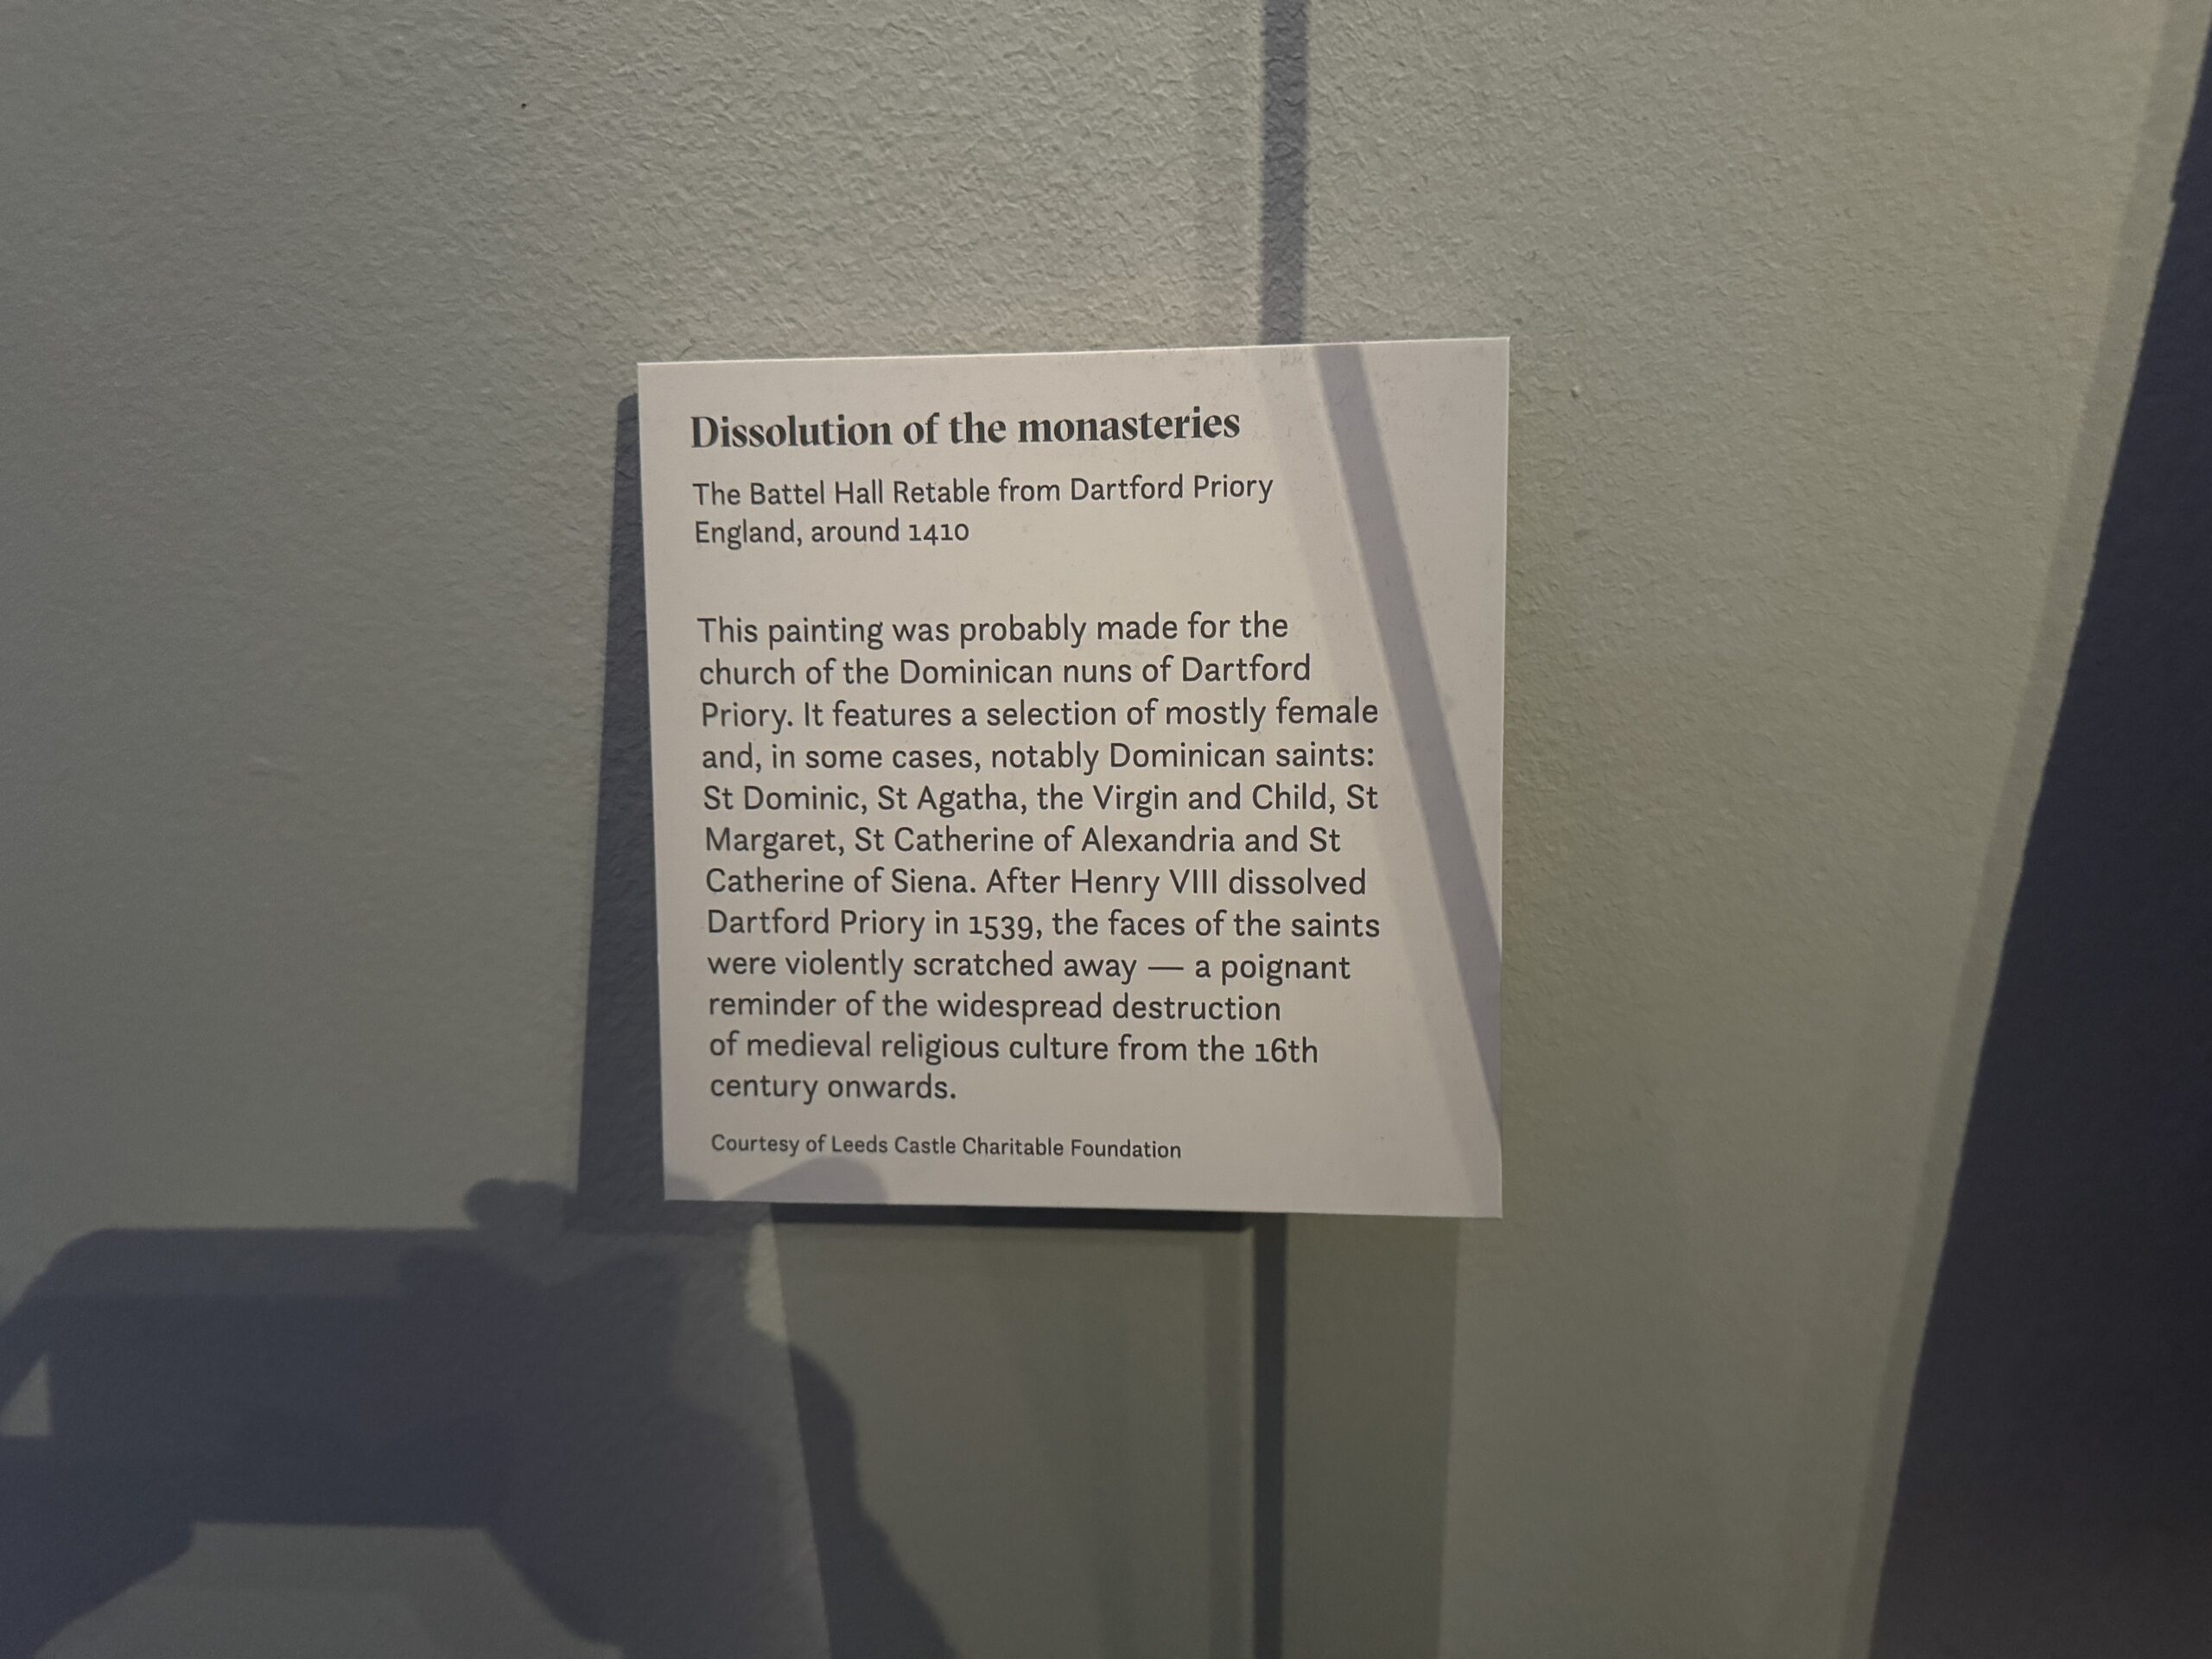 Dissolution of the monasteries
The Battel Hall Retable from Dartford Priory
England, around 1410
This painting was probably made for the
church of the Dominican nuns of Dartford
Priory. It features a selection of mostly female
and, in some cases, notably Dominican saints:
St Dominic, St Agatha, the Virgin and Child, St
Margaret, St Catherine of Alexandria and St
Catherine of Siena. After Henry VIII dissolved
Dartford Priory in 1539, the faces of the saints
were violently scratched away — a poignant
reminder of the widespread destruction
of medieval religious culture from the 16th
century onwards.
Courtesy of Leeds Castle Charitable Foundation